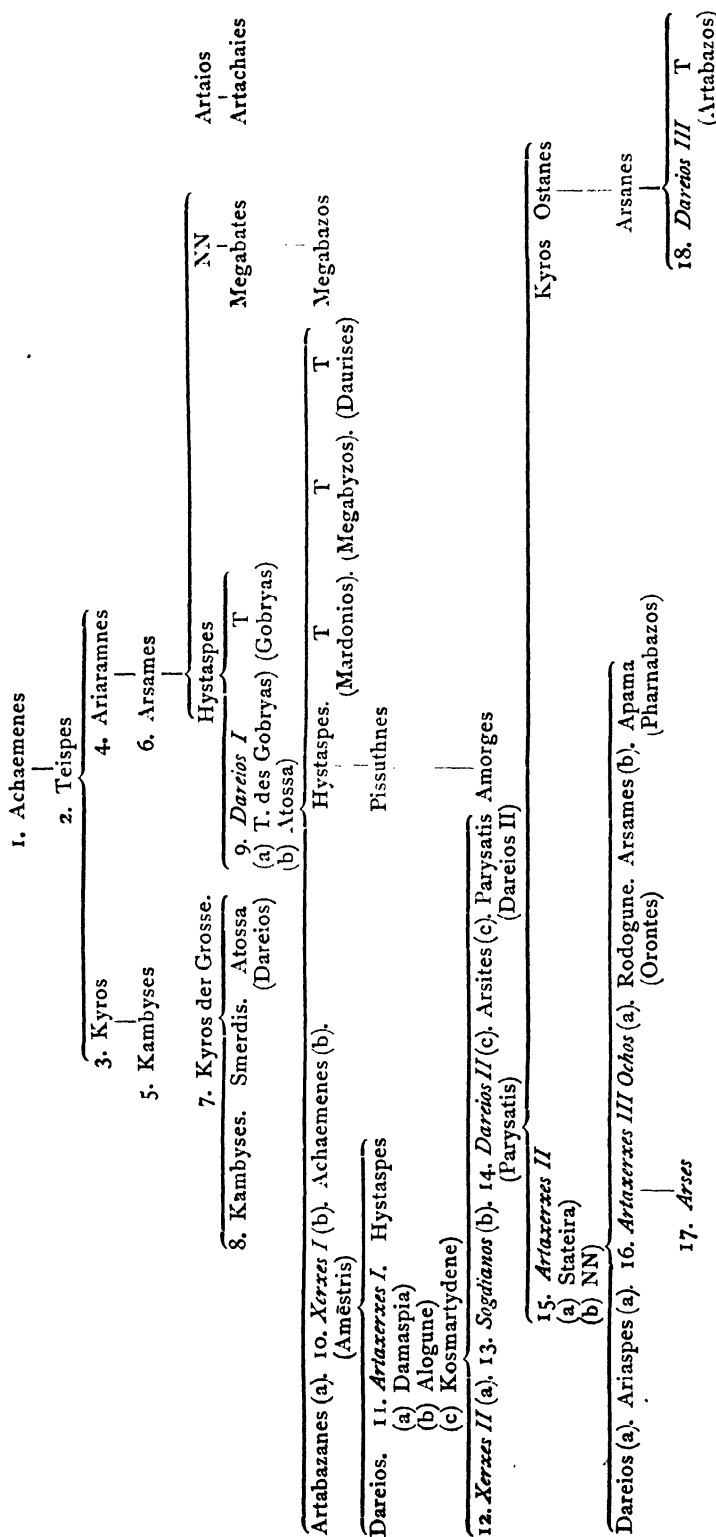 1. Achaemenes
2. Teispes
3. Kyros 4. Ariaramnes
5. Kambyses 6. Arsames Artaios
7. Kyros der Grosse. Hystaspes NN Artachaies
Megabates
8. Kambyses. Smerdis. Atossa 9. Dareios I T
(Dareios) (a) T. des Gobryas) (Gobryas)
(b) Atossa)
Artabazanes (a). 10. Xerxes I (b). Achaemenes (b). Hystaspes. T T T Megabazos
(Amēstris) (Mardonios). (Megabyzos). (Daurises)
Dareios. 11. Artaxerxes I. Hystaspes Pissuthnes
(a) Damaspia)
(b) Alogune)
(c) Kosmartydene)
12. Xerxes II (a). 13. Sogdianos (b). 14. Dareios II (c). Arsites (c). Parysatis Amorges
(Parysatis) (Dareios II)
15. Artaxerxes II Kyros Ostanes
(a) Stateira)
(b) NN)
Dareios (a). Ariaspes (a). 16. Artaxerxes III Ochos (a). Rodogune. Arsames (b). Apama Arsanes
(Orontes) (Pharnabazos)
17. Arses 18. Dareios III T
(Artabazos)